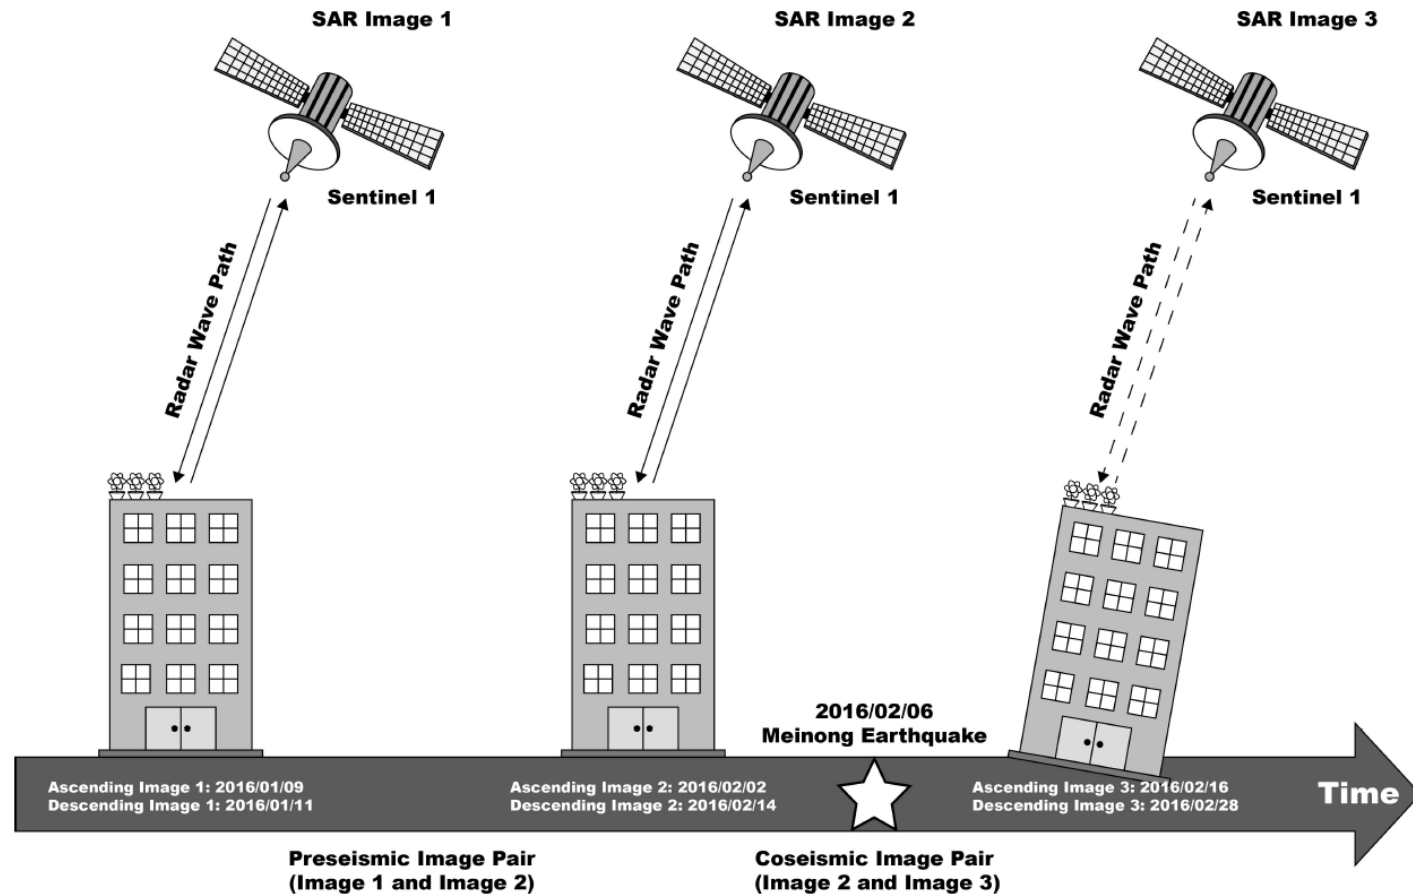 SAR Image 1
SAR Image 2
SAR Image 3
Sentinel 1
Sentinel 1
Sentinel 1
Radar Wave Path
Radar Wave Path
Radar Wave Path
2016/02/06
Meinong Earthquake
Ascending Image 1: 2016/01/09
Descending Image 1: 2016/01/11
Ascending Image 2: 2016/02/02
Descending Image 2: 2016/02/14
Ascending Image 3: 2016/02/16
Descending Image 3: 2016/02/28
Time
Preseismic Image Pair
(Image 1 and Image 2)
Coseismic Image Pair
(Image 2 and Image 3)